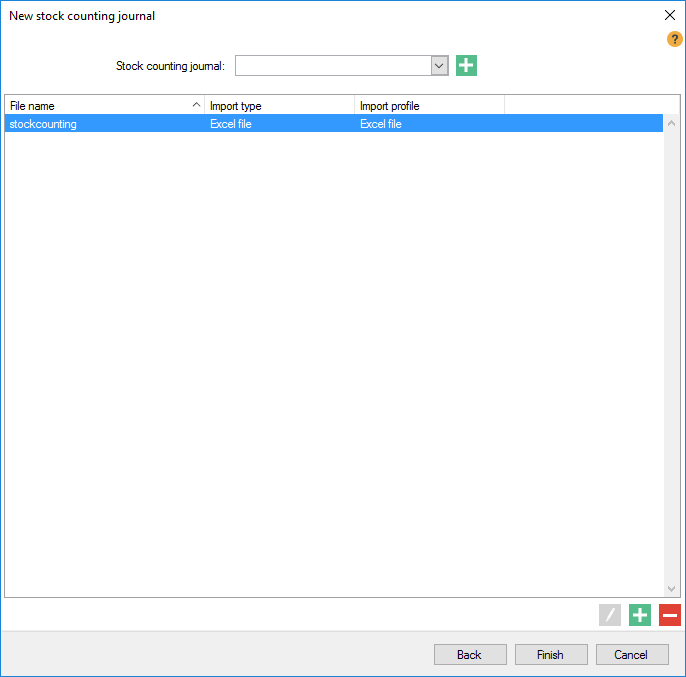 New stock counting journal
?
Stock counting journal:
File name Import type Import profile
stockcounting Excel file Excel file
Back Finish Cancel